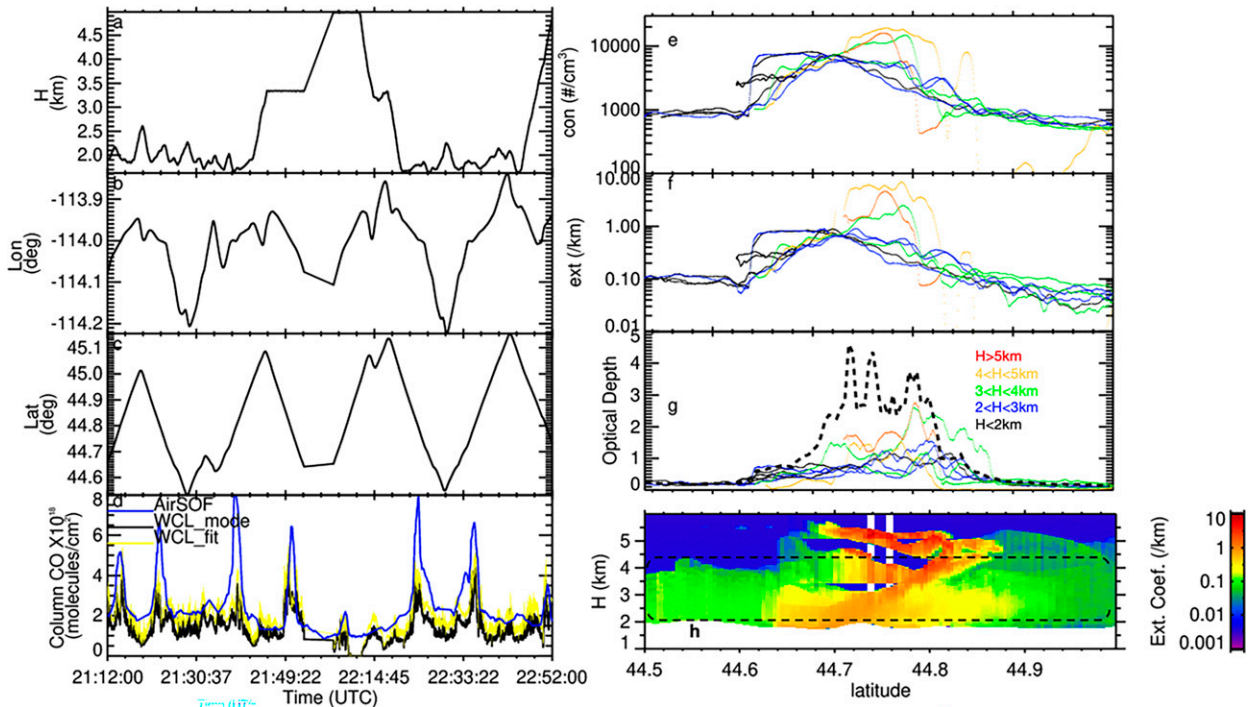 a
4.5
4.0
3.5
3.0
2.5
2.0
H
(km)
b
-113.9
-114.0
-114.1
-114.2
Lon
(deg)
c
45.1
45.0
44.9
44.8
44.7
44.6
Lat
(deg)
d
8
6
4
2
0
Column CO X10¹⁸
(molecules/cm²)
AirSOF
WCL_mode
WCL_fit
21:12:00 21:30:37 21:49:22 22:14:45 22:33:22 22:52:00
Time (UTC)
e
10000
1000
100
con (#/cm³)
f
10.00
1.00
0.10
0.01
ext (/km)
g
5
4
3
2
1
0
Optical Depth
H>5km
4<H<5km
3<H<4km
2<H<3km
H<2km
h
5
4
3
2
1
H (km)
44.5 44.6 44.7 44.8 44.9
latitude
Ext. Coef. (/km)
10
1
0.1
0.01
0.001